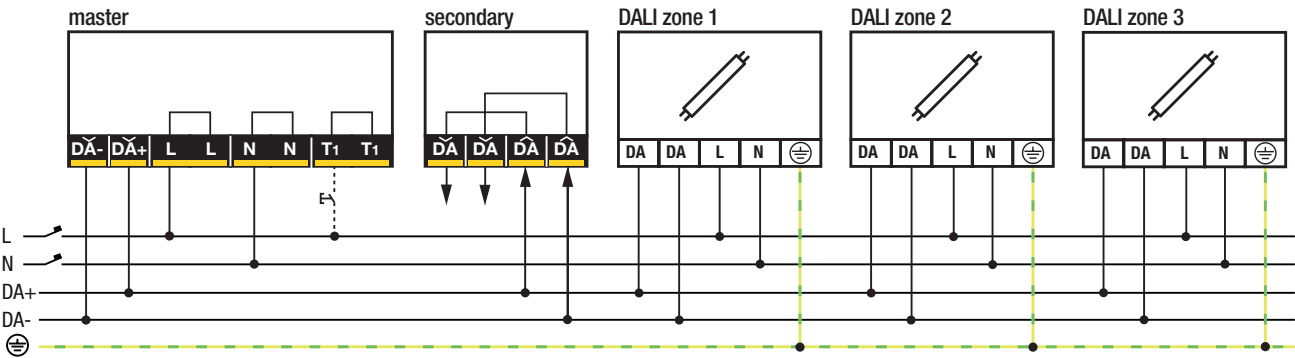 master secondary DALI zone 1 DALI zone 2 DALI zone 3
DA- DA+ L L N N T1 T1 DA DA DA DA DA DA L N DA DA L N DA DA L N
L
N
DA+
DA-